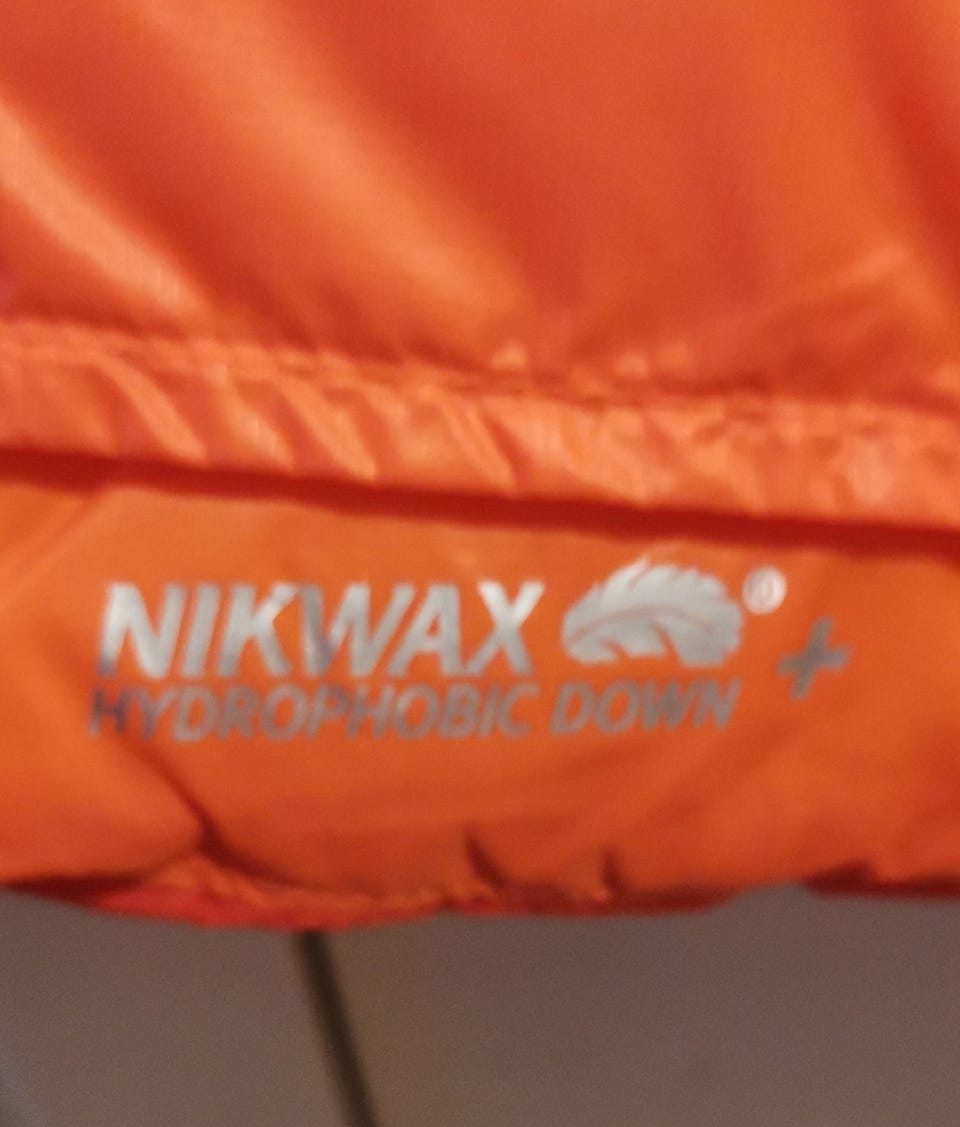 NIKWAX ® +
HYDROPHOBIC DOWN